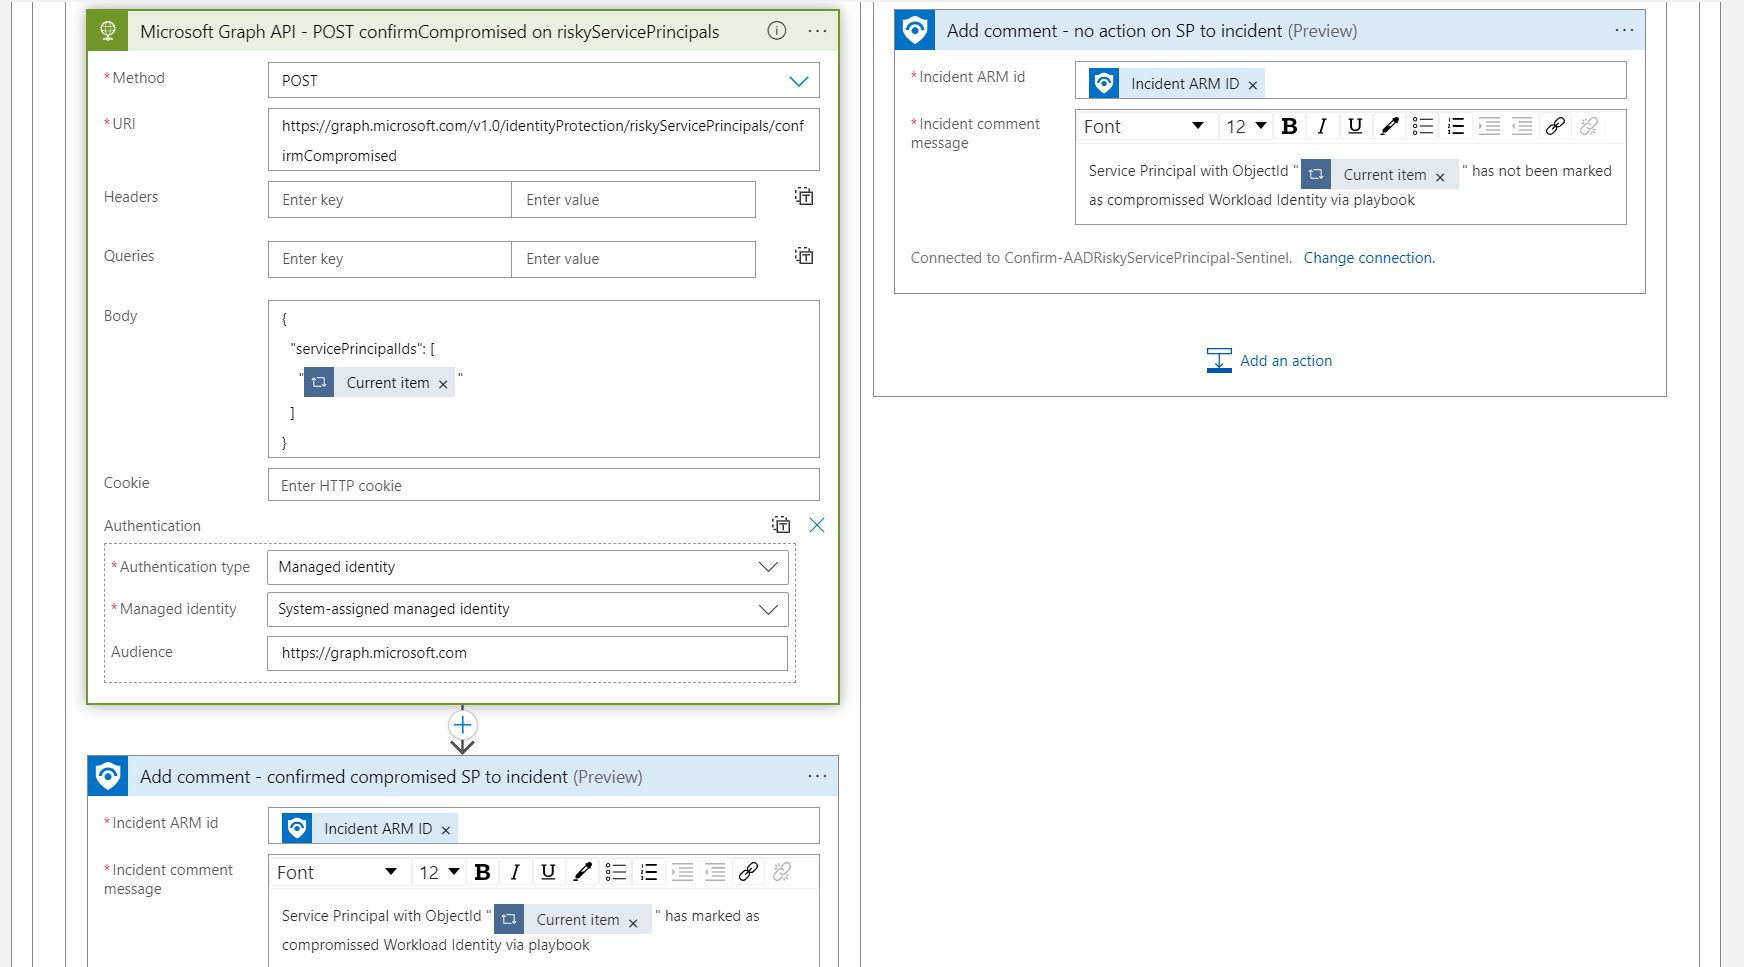 Microsoft Graph API - POST confirmCompromised on riskyServicePrincipals
* Method
POST
* URI
https://graph.microsoft.com/v1.0/identityProtection/riskyServicePrincipals/conf
irmCompromised
Headers
Enter key
Enter value
Queries
Enter key
Enter value
Body
{
"servicePrincipalIds": [
" Current item × "
]
}
Cookie
Enter HTTP cookie
Authentication
* Authentication type
Managed identity
* Managed identity
System-assigned managed identity
Audience
https://graph.microsoft.com
Add comment - confirmed compromised SP to incident (Preview)
* Incident ARM id
Incident ARM ID ×
* Incident comment
message
Font 12 B I U
Service Principal with ObjectId " Current item × " has marked as
compromissed Workload Identity via playbook
Add comment - no action on SP to incident (Preview)
* Incident ARM id
Incident ARM ID ×
* Incident comment
message
Font 12 B I U
Service Principal with ObjectId " Current item × " has not been marked
as compromissed Workload Identity via playbook
Connected to Confirm-AADRiskyServicePrincipal-Sentinel. Change connection.
Add an action